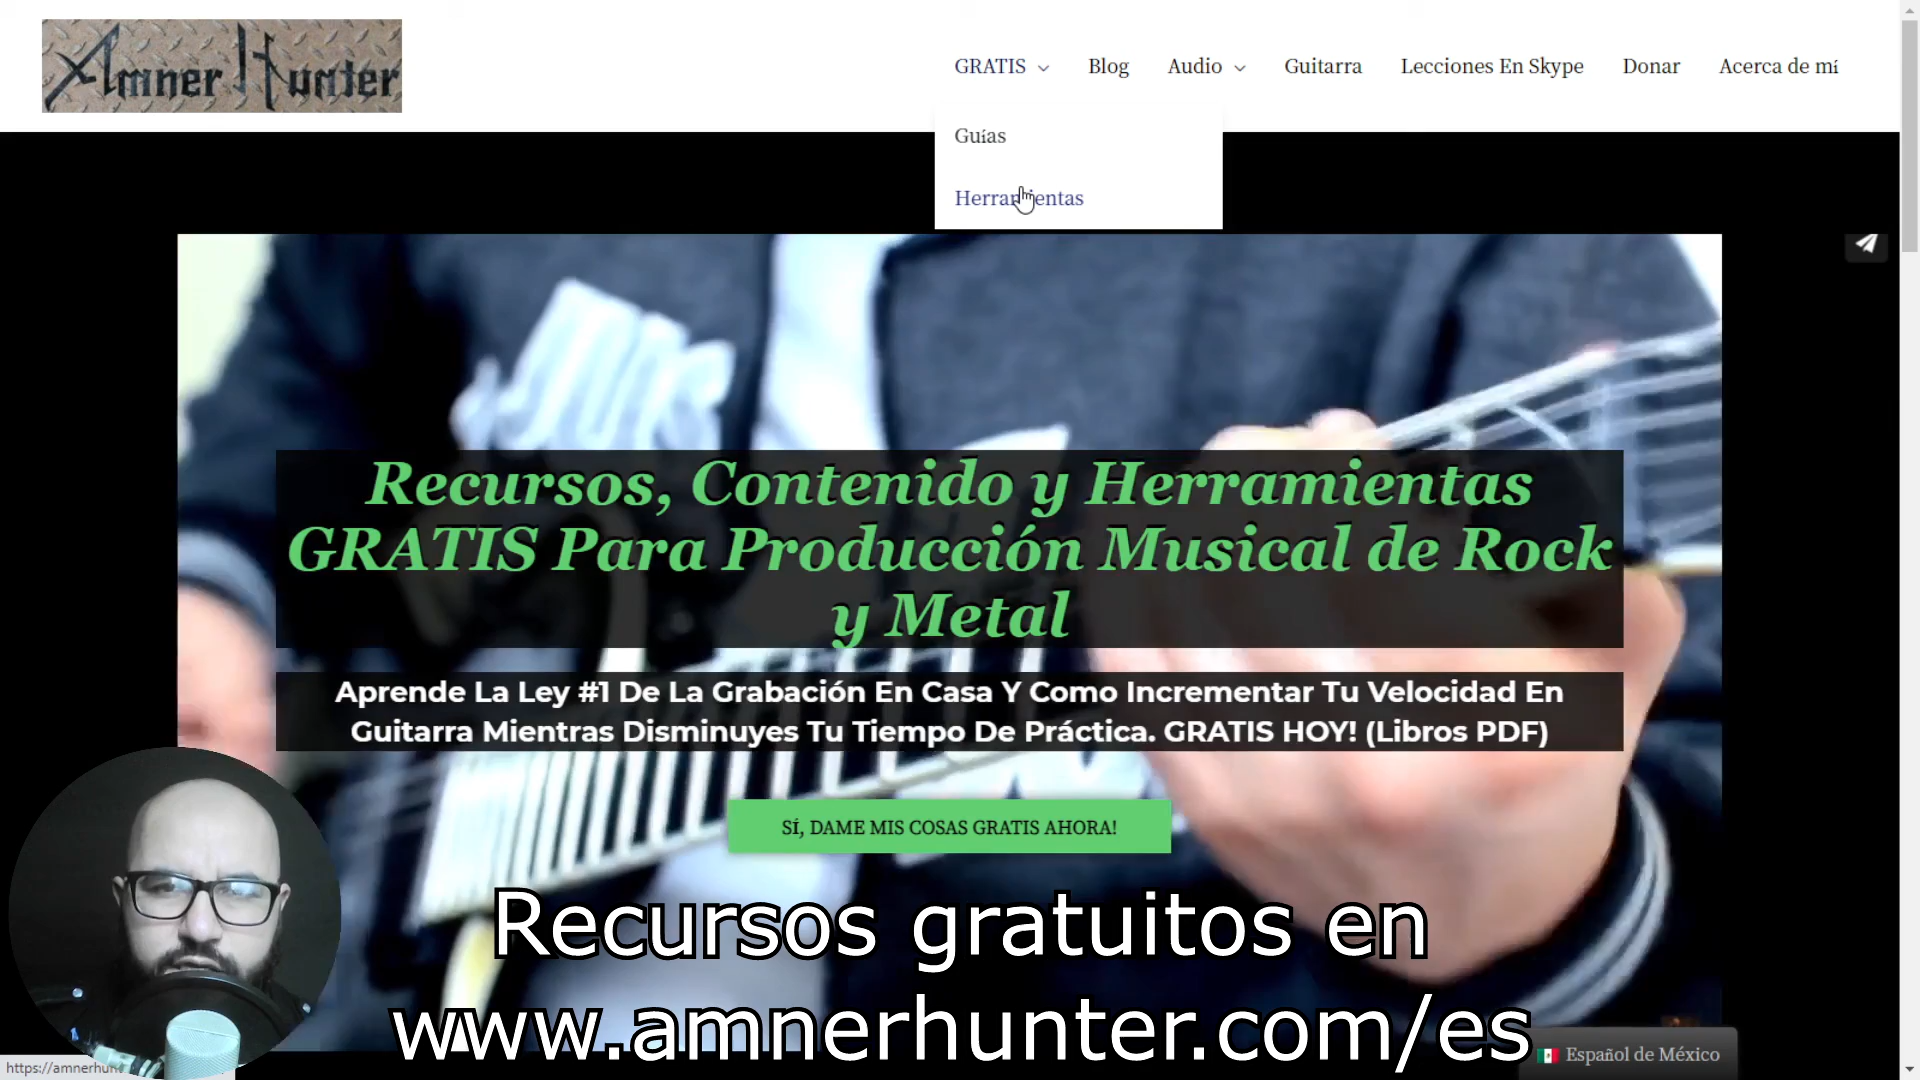 Amner Hunter
GRATIS Blog Audio Guitarra Lecciones En Skype Donar Acerca de mí
Guías
Herramientas
Recursos, Contenido y Herramientas
GRATIS Para Producción Musical de Rock
y Metal
Aprende La Ley #1 De La Grabación En Casa Y Como Incrementar Tu Velocidad En
Guitarra Mientras Disminuyes Tu Tiempo De Práctica. GRATIS HOY! (Libros PDF)
SÍ, DAME MIS COSAS GRATIS AHORA!
Recursos gratuitos en
www.amnerhunter.com/es
Español de México
https://amnerhun